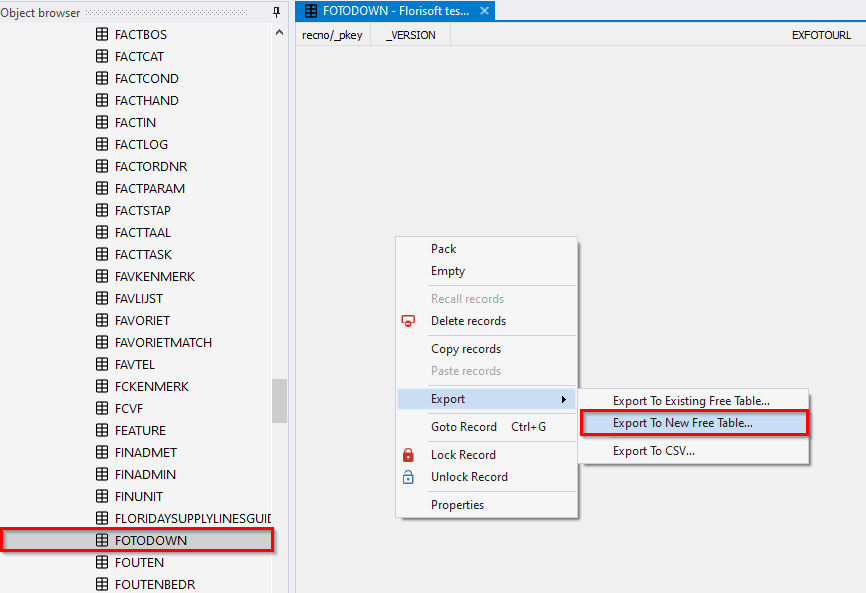 Object browser
FACTBOS
FACTCAT
FACTCOND
FACTHAND
FACTIN
FACTLOG
FACTORDNR
FACTPARAM
FACTSTAP
FACTTAAL
FACTTASK
FAVKENMERK
FAVLIJST
FAVORIET
FAVORIETMATCH
FAVTEL
FCKENMERK
FCVF
FEATURE
FINADMET
FINADMIN
FINUNIT
FLORIDAYSUPPLYLINESGUID
FOTODOWN
FOUTEN
FOUTENBEDR
FOTODOWN - Florisoft tes...
recno/_pkey _VERSION EXFOTOURL
Pack
Empty
Recall records
Delete records
Copy records
Paste records
Export
Goto Record Ctrl+G
Lock Record
Unlock Record
Properties
Export To Existing Free Table...
Export To New Free Table...
Export To CSV...